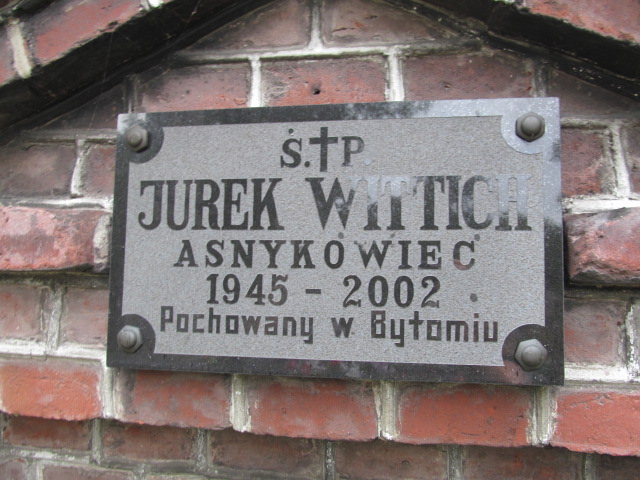 Ś.†P
JUREK WITTICH
ASNYKOWIEC
1945 - 2002
Pochowany w Bytomiu